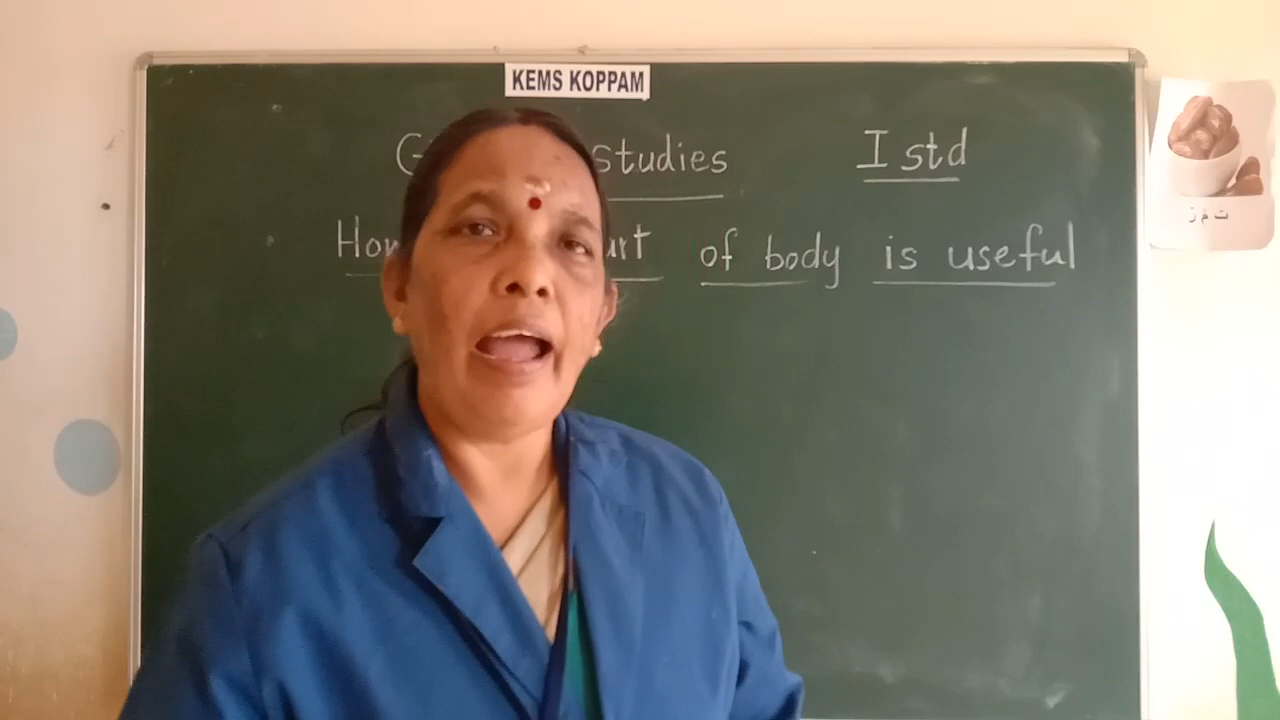 KEMS KOPPAM
studies I std
of body is useful
ت م ر